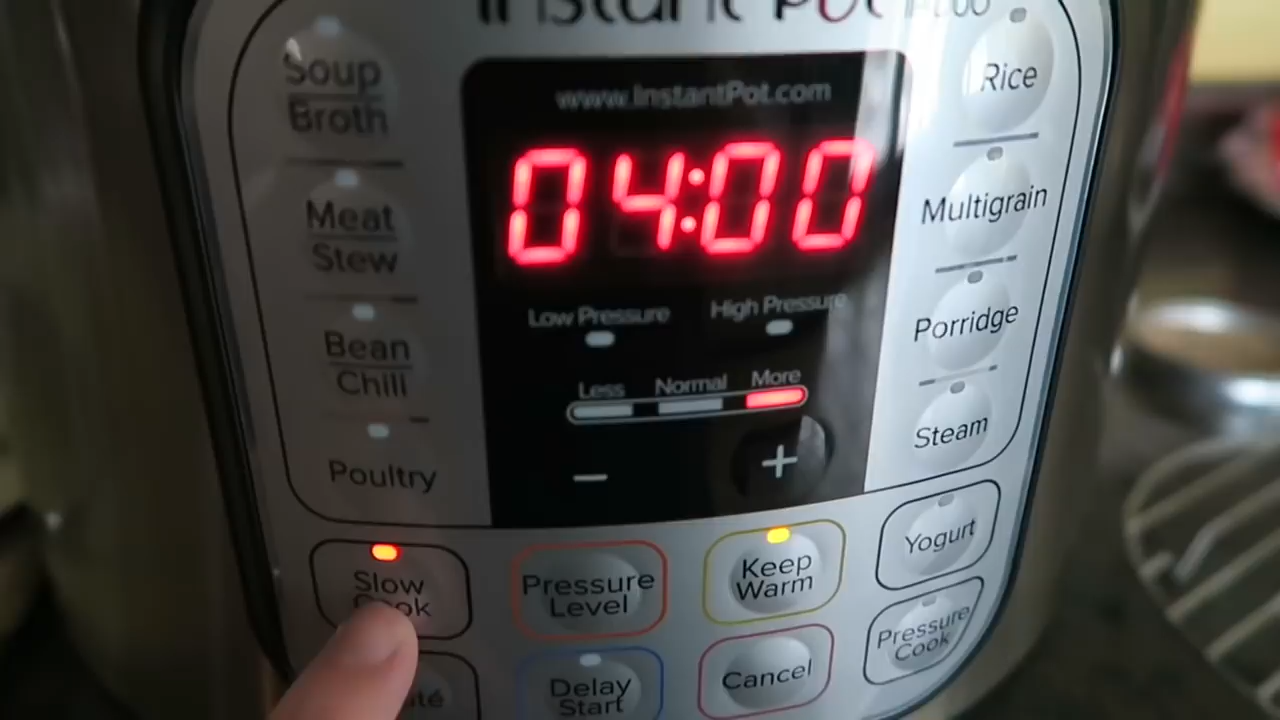 Instant Pot
Soup
Broth
Meat
Stew
Bean
Chili
Poultry
www.InstantPot.com
04:00
Low Pressure
High Pressure
Less
Normal
More
-
+
Rice
Multigrain
Porridge
Steam
Slow
Cook
Pressure
Level
Keep
Warm
Yogurt
Delay
Start
Cancel
Pressure
Cook